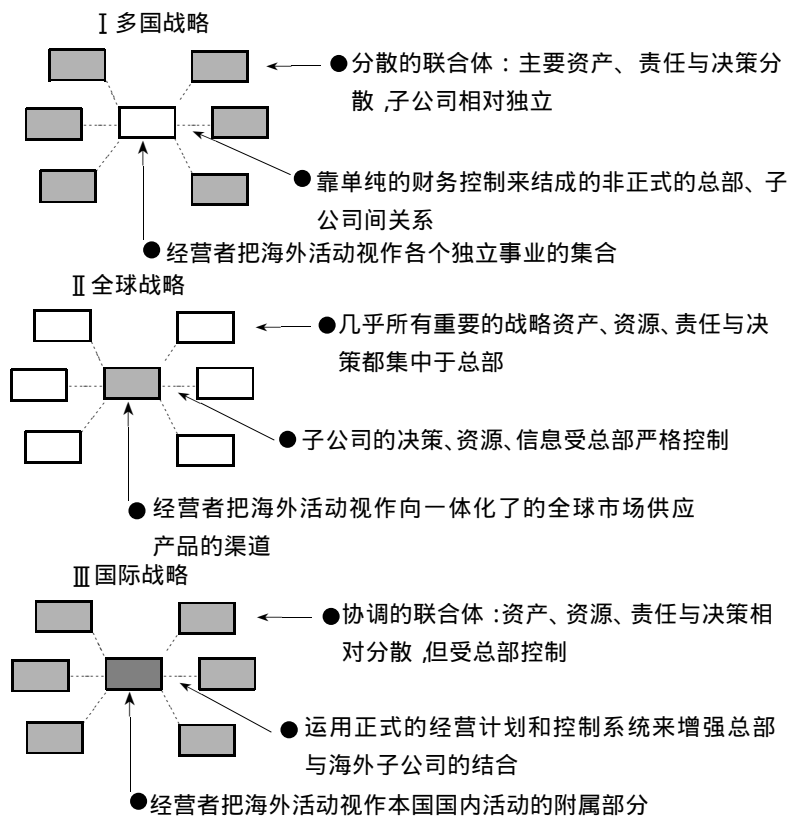 Ⅰ 多国战略
●分散的联合体：主要资产、责任与决策分
散，子公司相对独立
●靠单纯的财务控制来结成的非正式的总部、子
公司间关系
●经营者把海外活动视作各个独立事业的集合
Ⅱ 全球战略
●几乎所有重要的战略资产、资源、责任与决
策都集中于总部
●子公司的决策、资源、信息受总部严格控制
●经营者把海外活动视作向一体化了的全球市场供应
产品的渠道
Ⅲ 国际战略
●协调的联合体：资产、资源、责任与决策相
对分散，但受总部控制
●运用正式的经营计划和控制系统来增强总部
与海外子公司的结合
●经营者把海外活动视作本国国内活动的附属部分